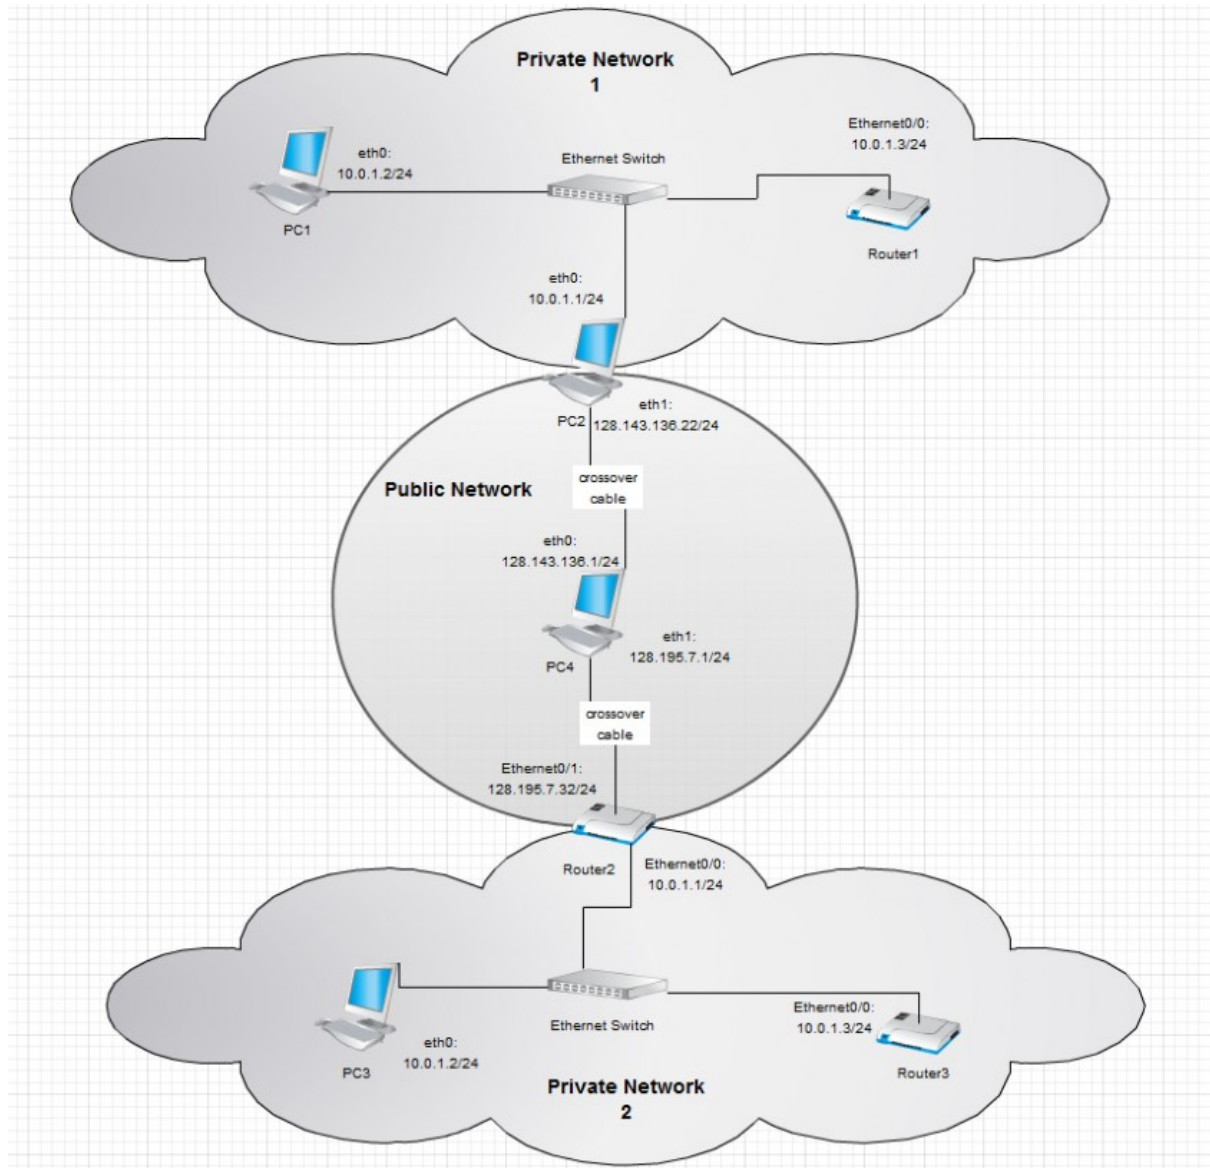 Private Network
1
Ethernet0/0:
10.0.1.3/24
eth0:
10.0.1.2/24
Ethernet Switch
PC1
Router1
eth0:
10.0.1.1/24
eth1:
PC2
128.143.136.22/24
crossover
cable
Public Network
eth0:
128.143.136.1/24
eth1:
128.195.7.1/24
PC4
crossover
cable
Ethernet0/1:
128.195.7.32/24
Router2
Ethernet0/0:
10.0.1.1/24
Ethernet0/0:
10.0.1.3/24
Ethernet Switch
eth0:
10.0.1.2/24
PC3
Router3
Private Network
2